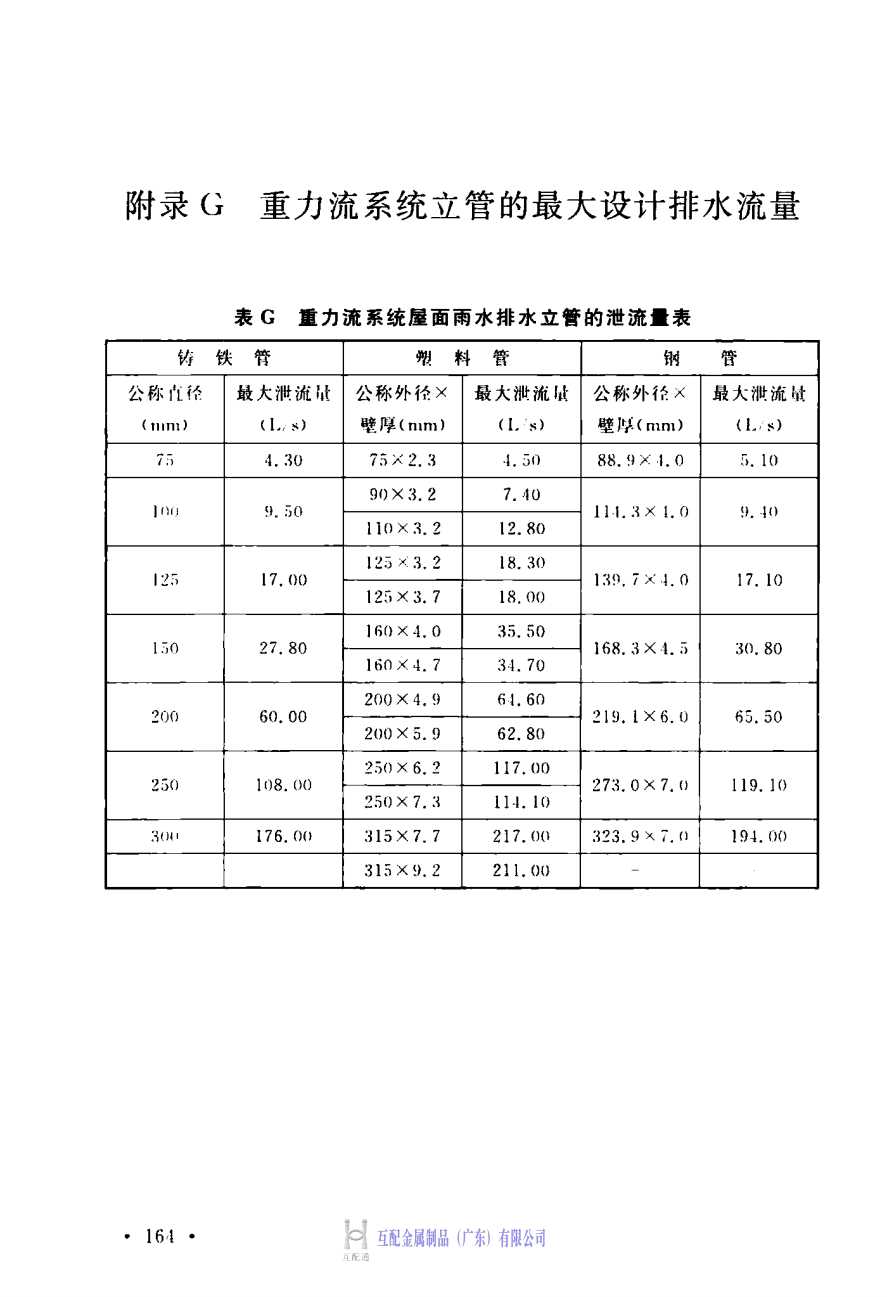 附录 G 重力流系统立管的最大设计排水流量
表 G 重力流系统屋面雨水排水立管的泄流量表
铸 铁 管 塑 料 管 钢 管
公称直径 最大泄流量 公称外径× 最大泄流量 公称外径× 最大泄流量
(mm) (L/s) 壁厚(mm) (L/s) 壁厚(mm) (L/s)
75 4.30 75×2.3 4.50 88.9×4.0 5.10
90×3.2 7.40
100 9.50 114.3×4.0 9.40
110×3.2 12.80
125×3.2 18.30
125 17.00 139.7×4.0 17.10
125×3.7 18.00
160×4.0 35.50
150 27.80 168.3×4.5 30.80
160×4.7 34.70
200×4.9 64.60
200 60.00 219.1×6.0 65.50
200×5.9 62.80
250×6.2 117.00
250 108.00 273.0×7.0 119.10
250×7.3 114.10
300 176.00 315×7.7 217.00 323.9×7.0 194.00
315×9.2 211.00 –
• 164 •
互配金属制品(广东)有限公司
互配通